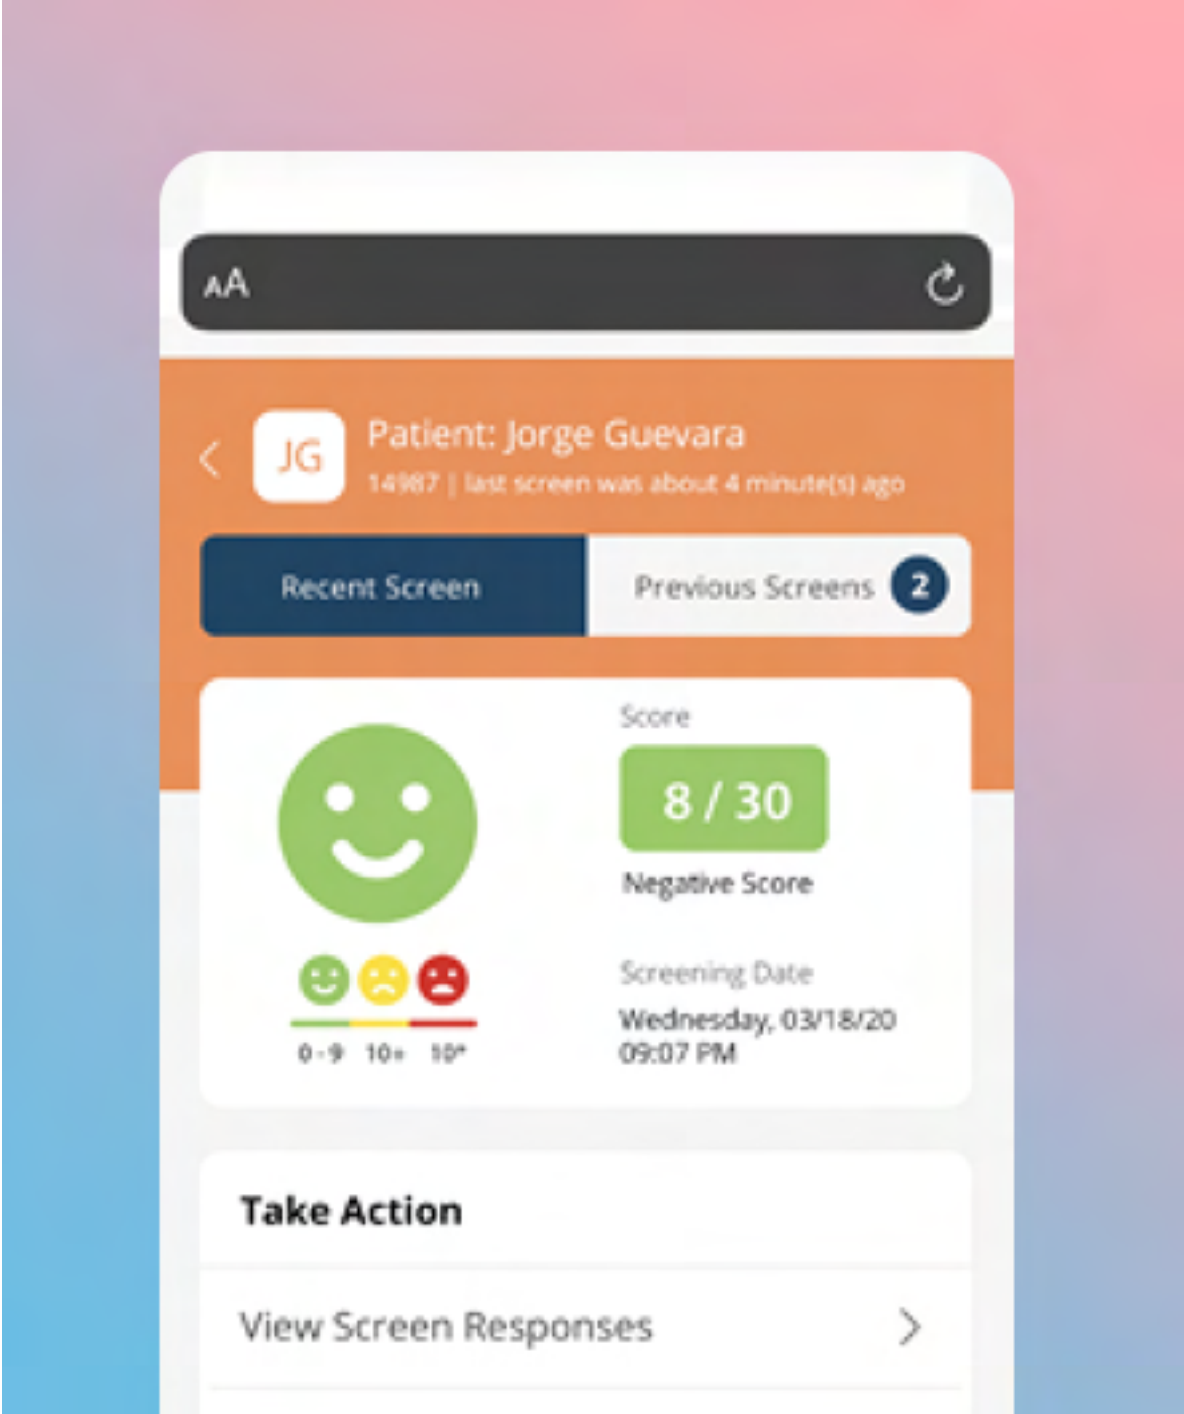 AA
JG
Patient: Jorge Guevara
14987 | last screen was about 4 minute(s) ago
Recent Screen
Previous Screens 2
Score
8 / 30
Negative Score
Screening Date
Wednesday, 03/18/20
09:07 PM
0-9 10+ 10*
Take Action
View Screen Responses